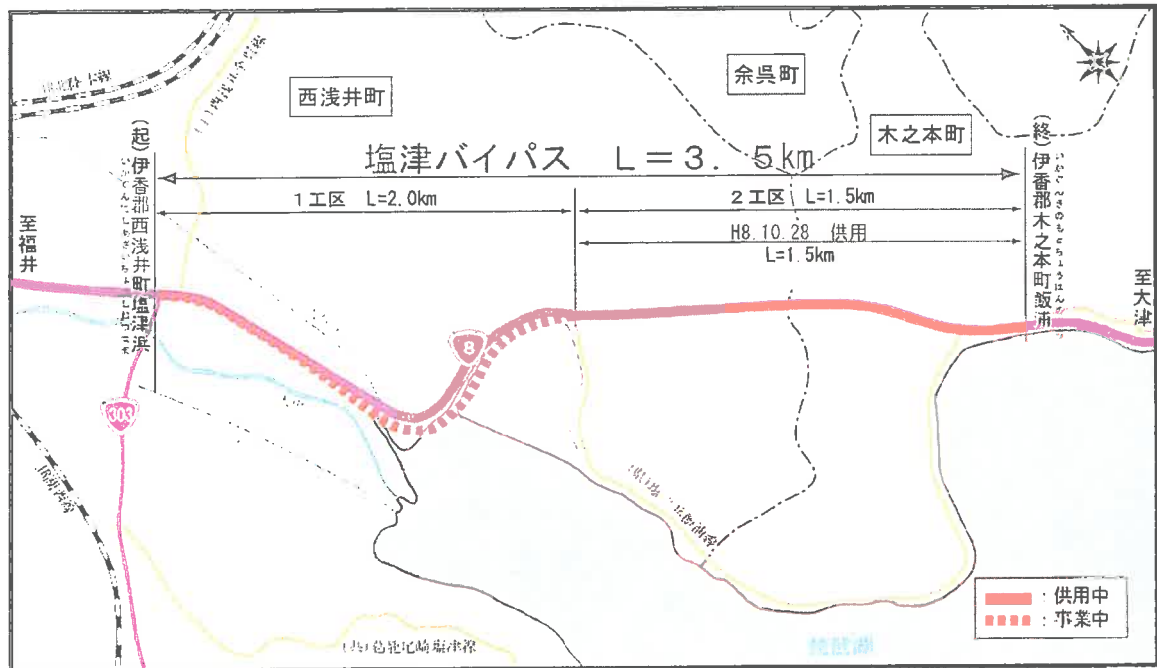 西浅井町
余呉町
木之本町
塩津バイパス L=3.5km
1工区 L=2.0km
2工区 L=1.5km
H8.10.28 供用
L=1.5km
(起)伊香郡西浅井町塩津浜
(終)伊香郡木之本町飯浦
至福井
至大津
8
303
:供用中
:事業中